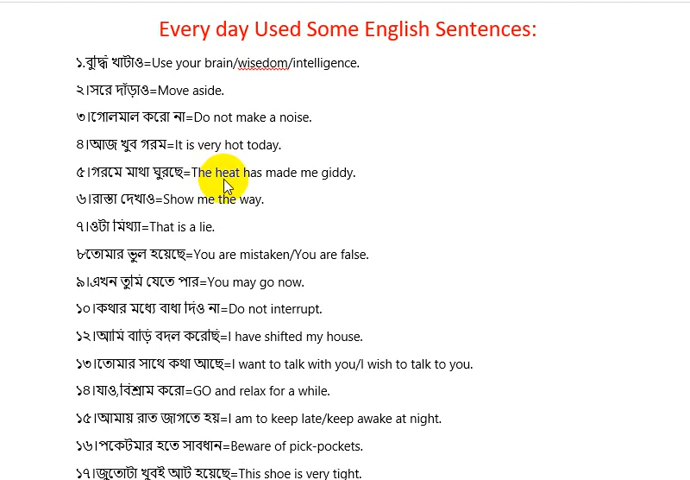 Every day Used Some English Sentences:
১.বুদ্ধি খাটাও=Use your brain/wisedom/intelligence.
২।সরে দাঁড়াও=Move aside.
৩।গোলমাল করো না=Do not make a noise.
৪।আজ খুব গরম=It is very hot today.
৫।গরমে মাথা ঘুরছে=The heat has made me giddy.
৬।রাস্তা দেখাও=Show me the way.
৭।ওটা মিথ্যা=That is a lie.
৮তোমার ভুল হয়েছে=You are mistaken/You are false.
৯।এখন তুমি যেতে পার=You may go now.
১০।কথার মধ্যে বাধা দিও না=Do not interrupt.
১২।আমি বাড়ি বদল করেছি=I have shifted my house.
১৩।তোমার সাথে কথা আছে=I want to talk with you/I wish to talk to you.
১৪।যাও,বিশ্রাম করো=GO and relax for a while.
১৫।আমায় রাত জাগতে হয়=I am to keep late/keep awake at night.
১৬।পকেটমার হতে সাবধান=Beware of pick-pockets.
১৭।জুতোটা খুবই আট হয়েছে=This shoe is very tight.